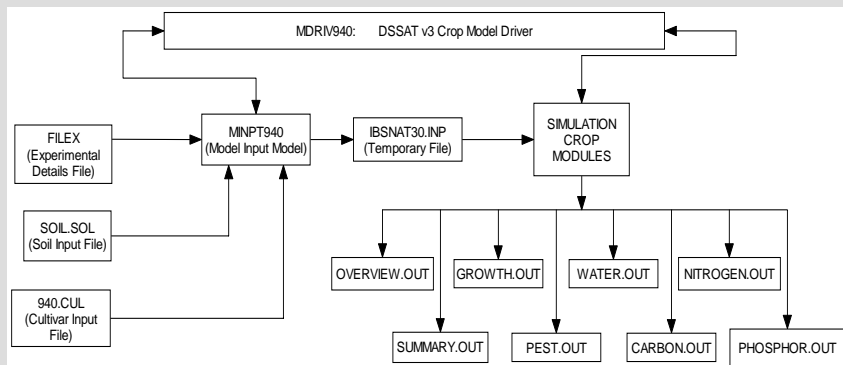 MDRIV940: DSSAT v3 Crop Model Driver
FILEX
(Experimental
Details File)
MINPT940
(Model Input Model)
IBSNAT30.INP
(Temporary File)
SIMULATION
CROP
MODULES
SOIL.SOL
(Soil Input File)
940.CUL
(Cultivar Input
File)
OVERVIEW.OUT
GROWTH.OUT
WATER.OUT
NITROGEN.OUT
SUMMARY.OUT
PEST.OUT
CARBON.OUT
PHOSPHOR.OUT